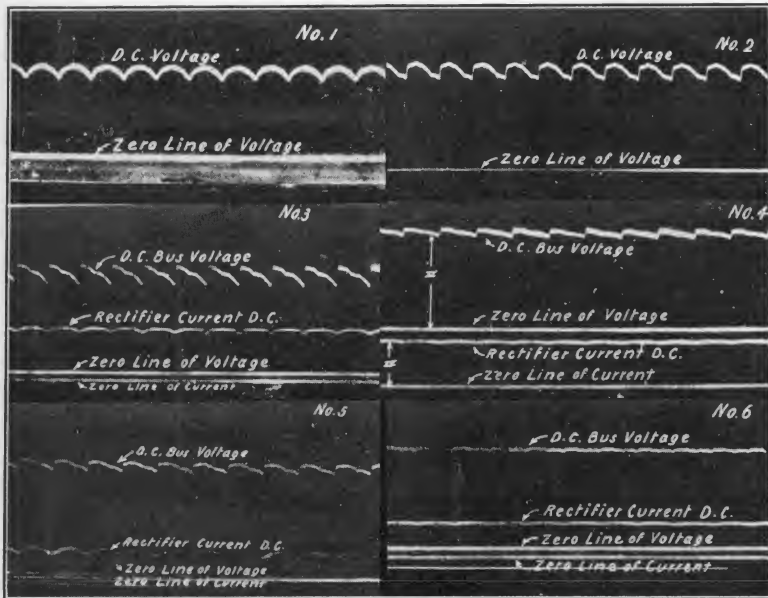 No. 1
D.C. Voltage
Zero Line of Voltage
No. 2
D.C. Voltage
Zero Line of Voltage
No. 3
D.C. Bus Voltage
Rectifier Current D.C.
Zero Line of Voltage
Zero Line of Current
No. 4
D.C. Bus Voltage
Zero Line of Voltage
Rectifier Current D.C.
Zero Line of Current
No. 5
D.C. Bus Voltage
Rectifier Current D.C.
Zero Line of Voltage
Zero Line of Current
No. 6
D.C. Bus Voltage
Rectifier Current D.C.
Zero Line of Voltage
Zero Line of Current